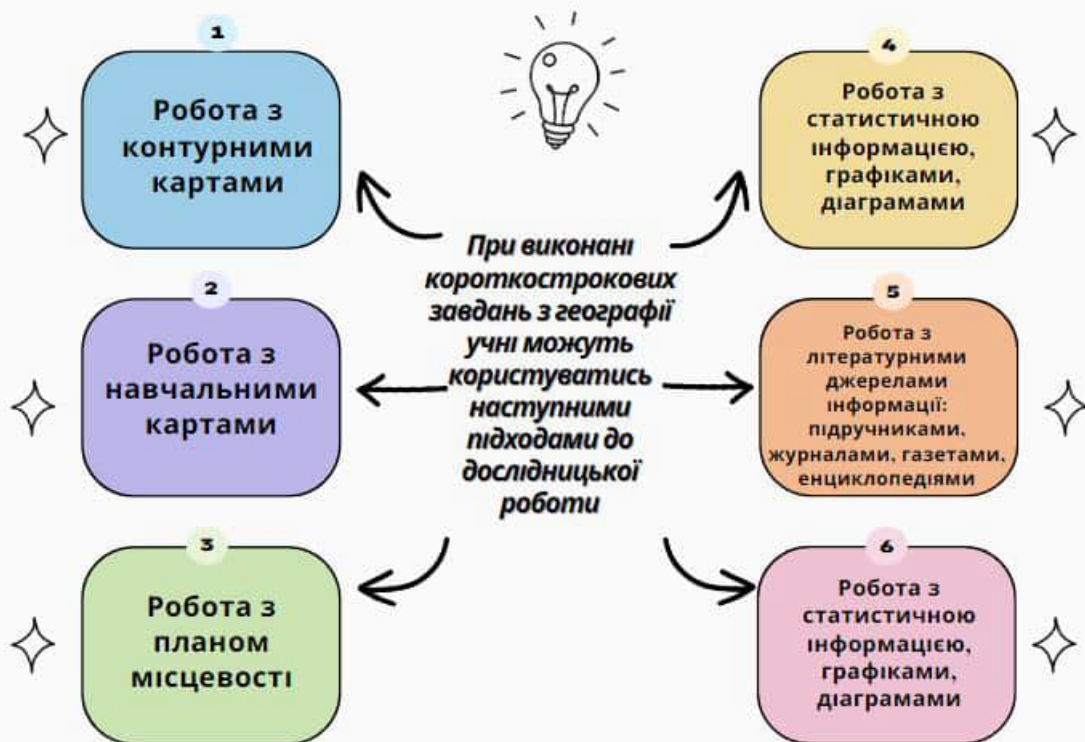 1
Робота з
контурними
картами
2
Робота з
навчальними
картами
3
Робота з
планом
місцевості
При виконані
короткострокових
завдань з географії
учні можуть
користуватись
наступними
підходами до
дослідницької
роботи
4
Робота з
статистичною
інформацією,
графіками,
діаграмами
5
Робота з
літературними
джерелами
інформації:
підручниками,
журналами, газетами,
енциклопедіями
6
Робота з
статистичною
інформацією,
графіками,
діаграмами